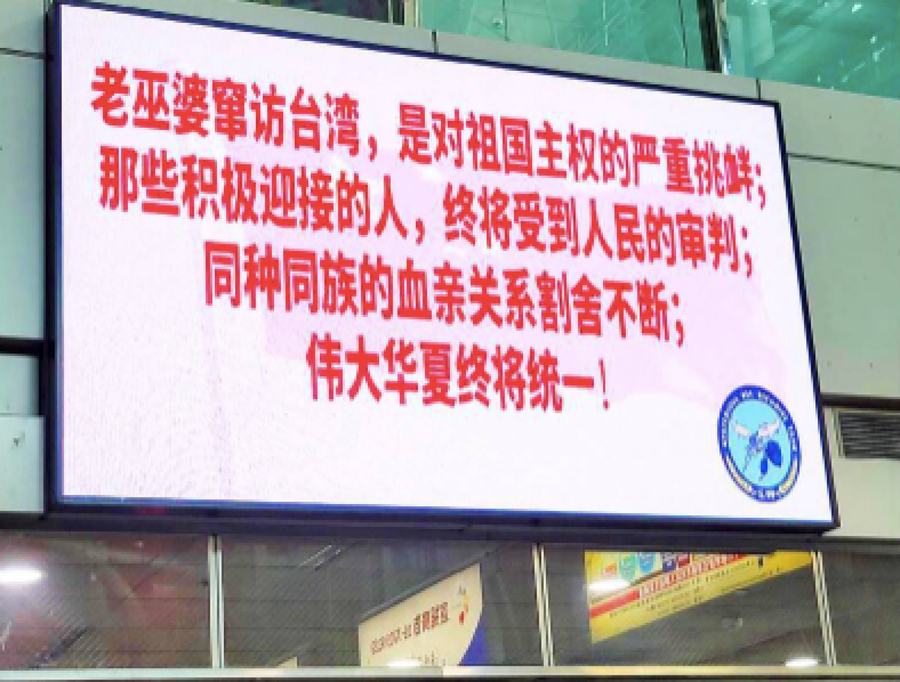 老巫婆窜访台湾，是对祖国主权的严重挑衅；
那些积极迎接的人，终将受到人民的审判；
同种同族的血亲关系割舍不断；
伟大华夏终将统一！